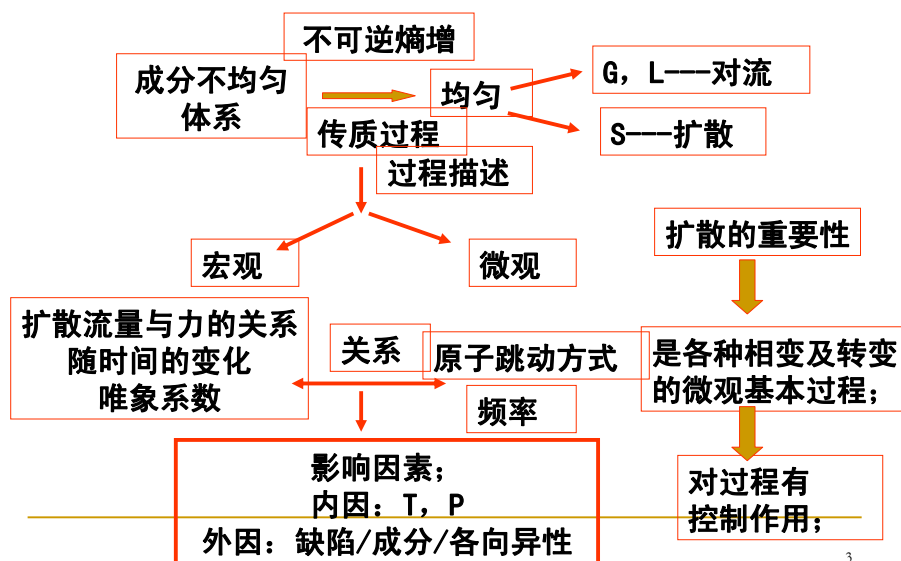 不可逆熵增
成分不均匀
体系
均匀
G，L---对流
S---扩散
传质过程
过程描述
宏观
微观
扩散的重要性
扩散流量与力的关系
随时间的变化
唯象系数
关系
原子跳动方式
频率
是各种相变及转变
的微观基本过程；
影响因素；
内因：T，P
外因：缺陷/成分/各向异性
对过程有
控制作用；
3